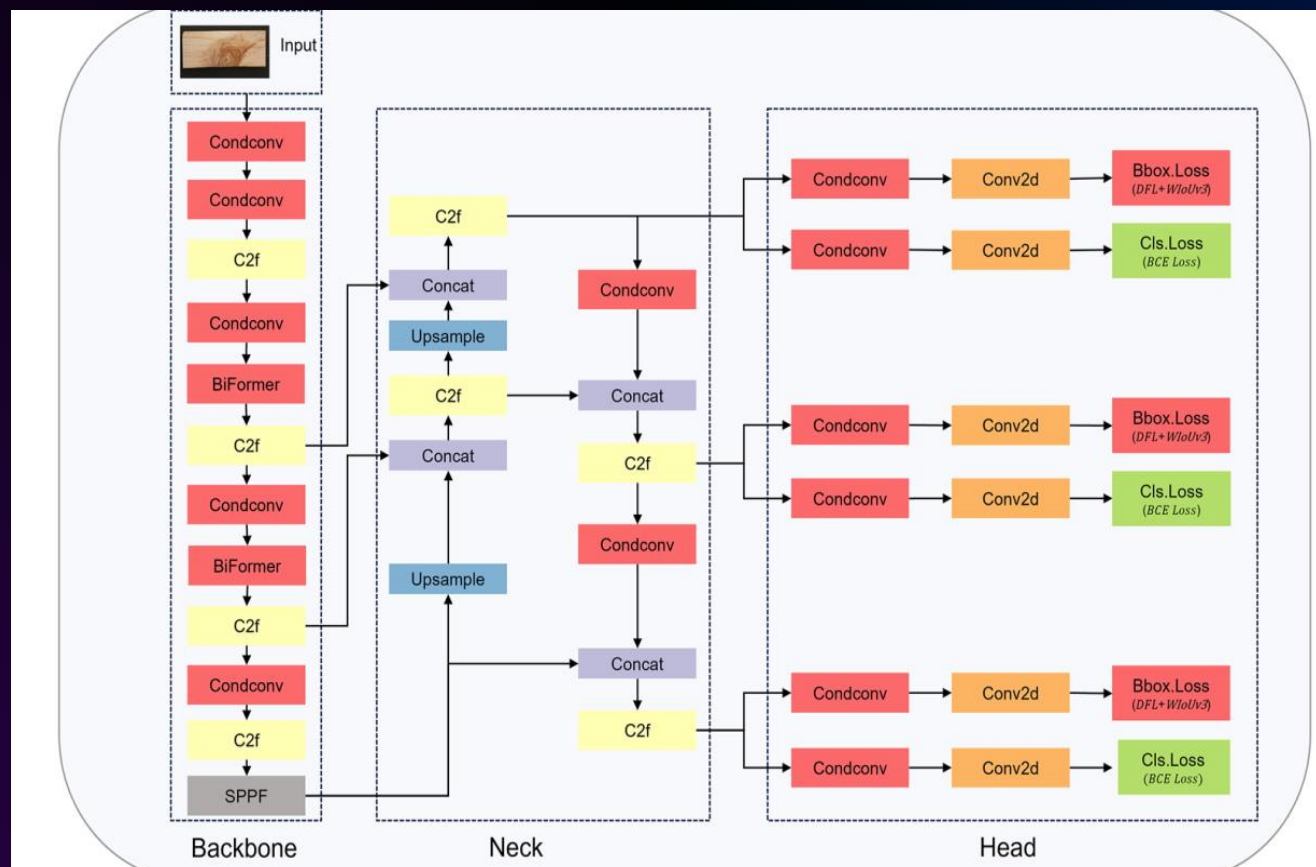 Input
Condconv
Condconv
C2f
Condconv
BiFormer
C2f
Condconv
BiFormer
C2f
Condconv
C2f
SPPF
Backbone
C2f
Concat
Upsample
C2f
Concat
Upsample
Condconv
Concat
C2f
Condconv
Concat
C2f
Neck
Condconv
Conv2d
Bbox.Loss
(DFL+WIoUv3)
Condconv
Conv2d
Cls.Loss
(BCE Loss)
Condconv
Conv2d
Bbox.Loss
(DFL+WIoUv3)
Condconv
Conv2d
Cls.Loss
(BCE Loss)
Condconv
Conv2d
Bbox.Loss
(DFL+WIoUv3)
Condconv
Conv2d
Cls.Loss
(BCE Loss)
Head